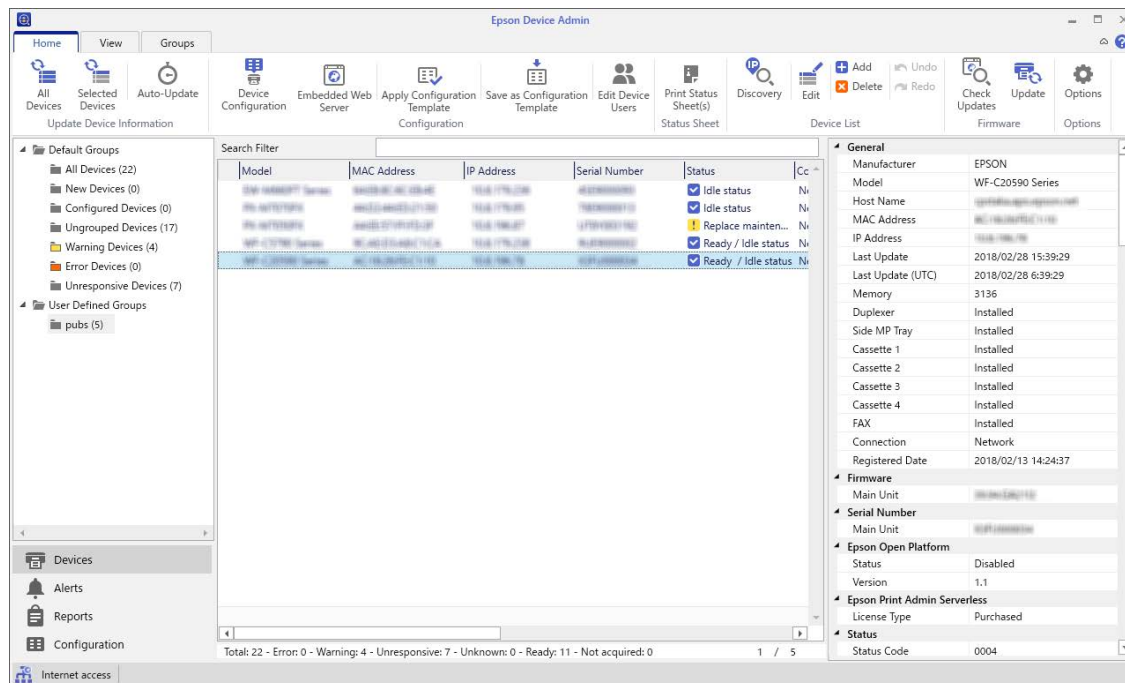 Epson Device Admin
Home View Groups
All Devices
Selected Devices
Auto-Update
Update Device Information
Device Configuration
Embedded Web Server
Apply Configuration Template
Save as Configuration Template
Edit Device Users
Configuration
Print Status Sheet(s)
Status Sheet
Discovery
Edit
Add
Delete
Undo
Redo
Device List
Check Updates
Update
Firmware
Options
Options
Default Groups
All Devices (22)
New Devices (0)
Configured Devices (0)
Ungrouped Devices (17)
Warning Devices (4)
Error Devices (0)
Unresponsive Devices (7)
User Defined Groups
pubs (5)
Devices
Alerts
Reports
Configuration
Search Filter
Model MAC Address IP Address Serial Number Status Cc
Idle status
Idle status
Replace mainten...
Ready / Idle status
Ready / Idle status
Total: 22 - Error: 0 - Warning: 4 - Unresponsive: 7 - Unknown: 0 - Ready: 11 - Not acquired: 0 1 / 5
General
Manufacturer EPSON
Model WF-C20590 Series
Host Name
MAC Address
IP Address
Last Update 2018/02/28 15:39:29
Last Update (UTC) 2018/02/28 6:39:29
Memory 3136
Duplexer Installed
Side MP Tray Installed
Cassette 1 Installed
Cassette 2 Installed
Cassette 3 Installed
Cassette 4 Installed
FAX Installed
Connection Network
Registered Date 2018/02/13 14:24:37
Firmware
Main Unit
Serial Number
Main Unit
Epson Open Platform
Status Disabled
Version 1.1
Epson Print Admin Serverless
License Type Purchased
Status
Status Code 0004
Internet access